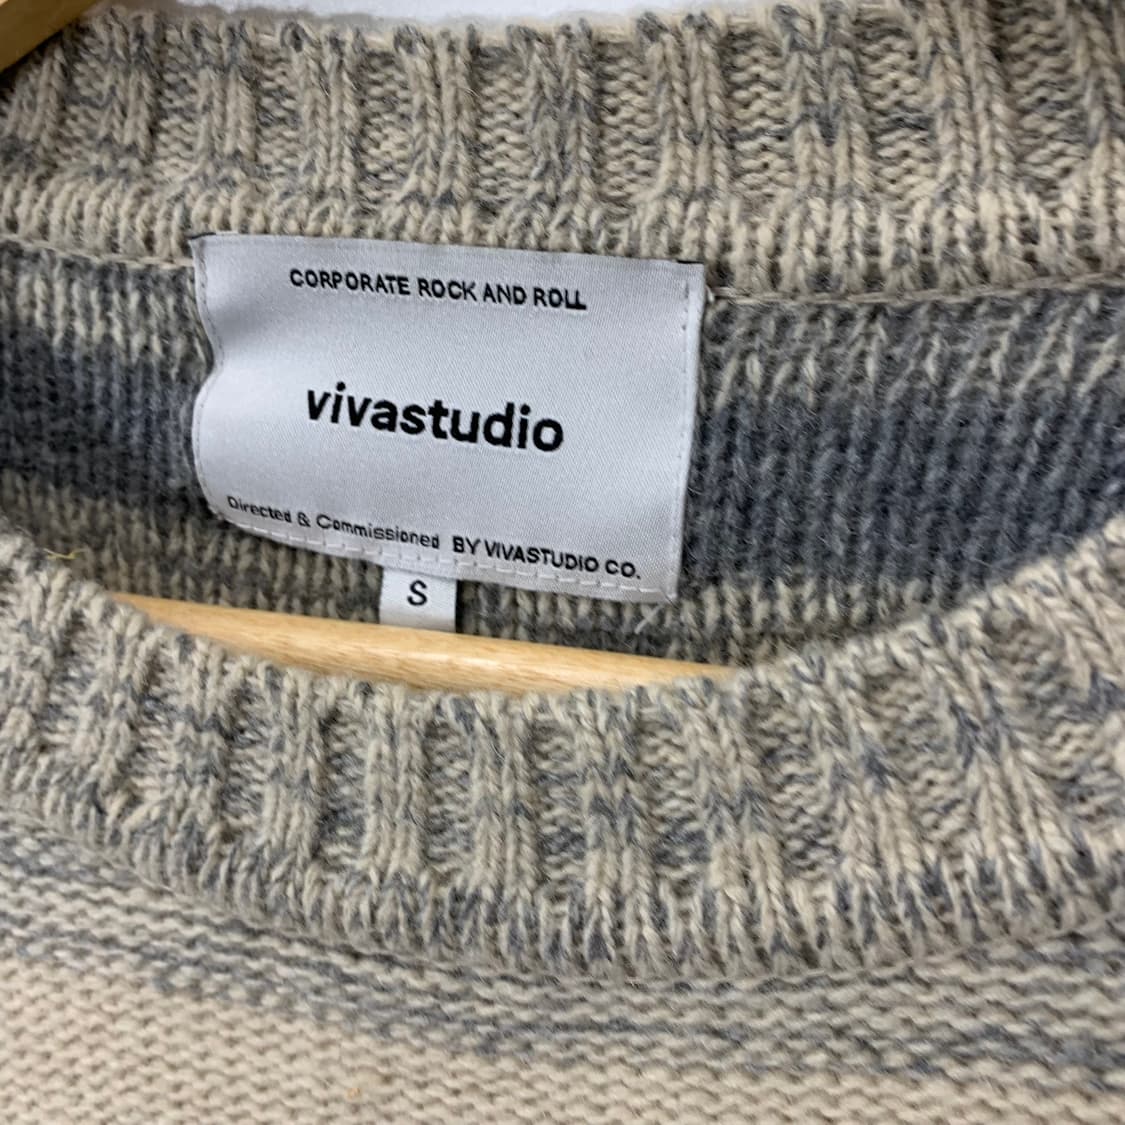 CORPORATE ROCK AND ROLL
vivastudio
Directed & Commissioned BY VIVASTUDIO CO.
S